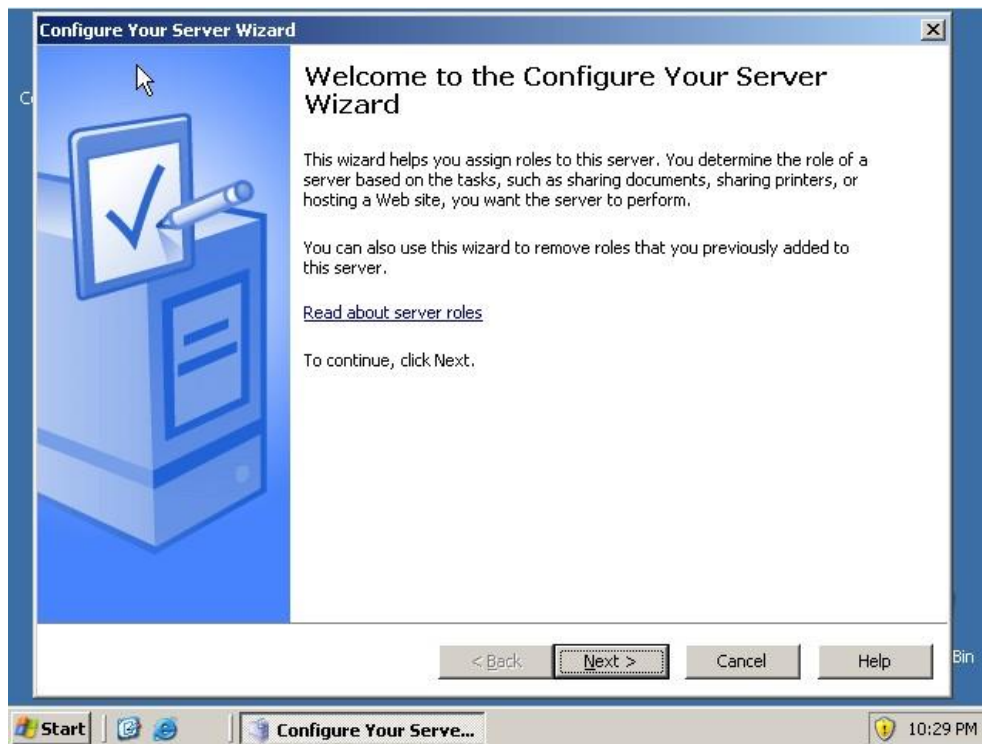 Configure Your Server Wizard
Welcome to the Configure Your Server
Wizard
This wizard helps you assign roles to this server. You determine the role of a
server based on the tasks, such as sharing documents, sharing printers, or
hosting a Web site, you want the server to perform.
You can also use this wizard to remove roles that you previously added to
this server.
Read about server roles
To continue, click Next.
< Back
Next >
Cancel
Help
Bin
Start
Configure Your Serve...
10:29 PM